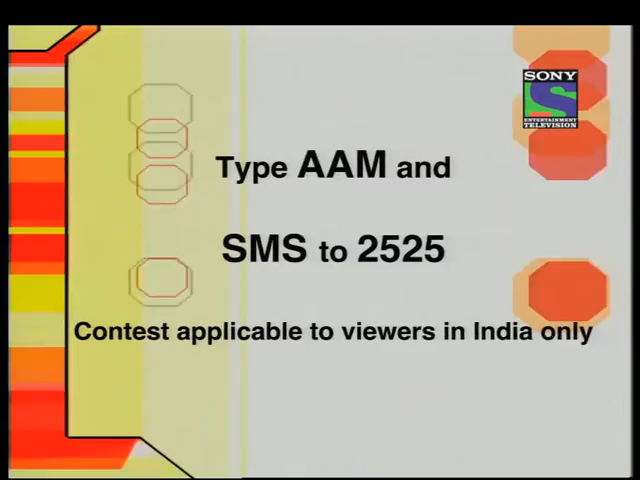 SONY
ENTERTAINMENT
TELEVISION
Type AAM and
SMS to 2525
Contest applicable to viewers in India only